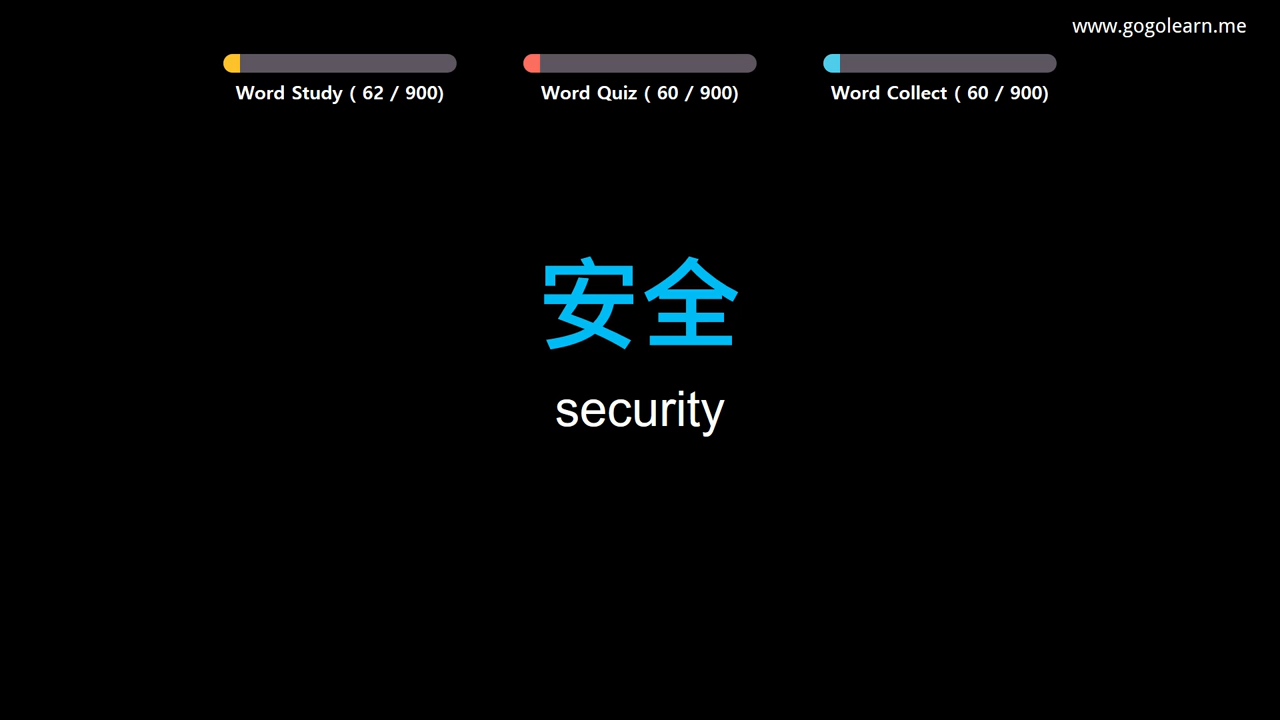 www.gogolearn.me
Word Study ( 62 / 900)
Word Quiz ( 60 / 900)
Word Collect ( 60 / 900)
安全
security